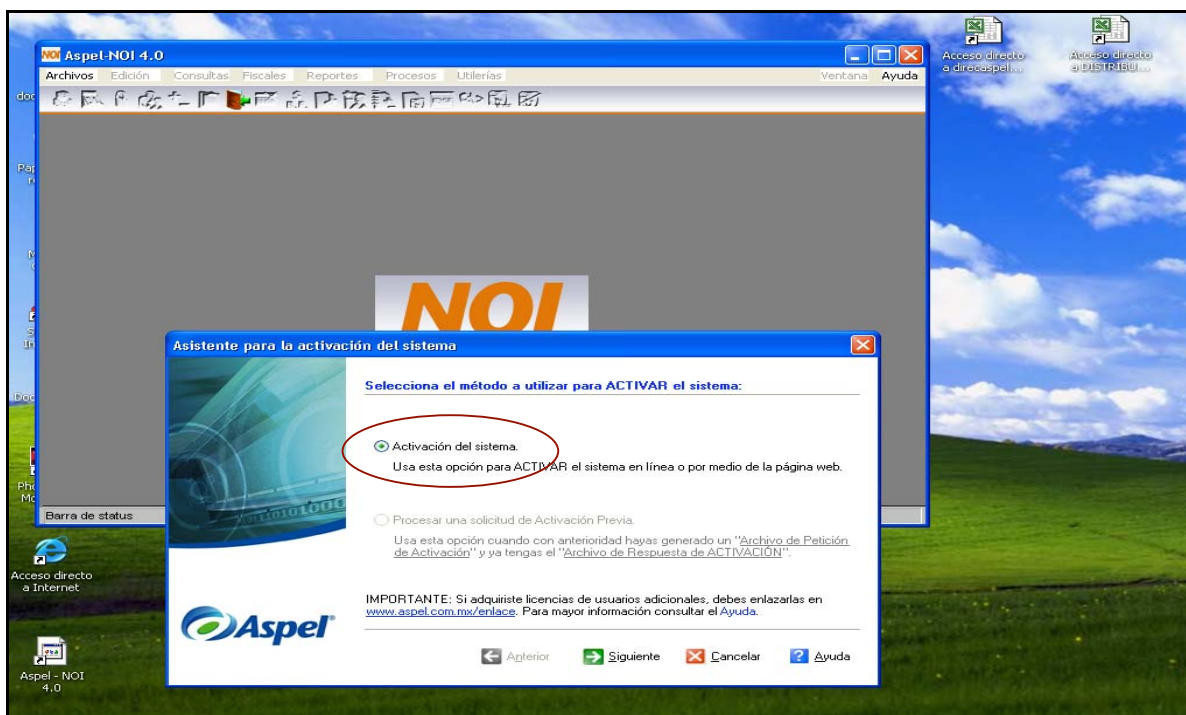 NOI Aspel-NOI 4.0
Archivos Edición Consultas Fiscales Reportes Procesos Utilerías Ventana Ayuda
Acceso directo
a direcaspel...
Acceso directo
a DISTRIBU...
NOI
Asistente para la activación del sistema
Selecciona el método a utilizar para ACTIVAR el sistema:
Activación del sistema.
Usa esta opción para ACTIVAR el sistema en línea o por medio de la página web.
Procesar una solicitud de Activación Previa.
Usa esta opción cuando con anterioridad hayas generado un "Archivo de Petición
de Activación" y ya tengas el "Archivo de Respuesta de ACTIVACIÓN".
IMPORTANTE: Si adquiriste licencias de usuarios adicionales, debes enlazarlas en
www.aspel.com.mx/enlace. Para mayor información consultar el Ayuda.
Aspel
Anterior Siguiente Cancelar Ayuda
Barra de status
Acceso directo
a Internet
Aspel - NOI
4.0